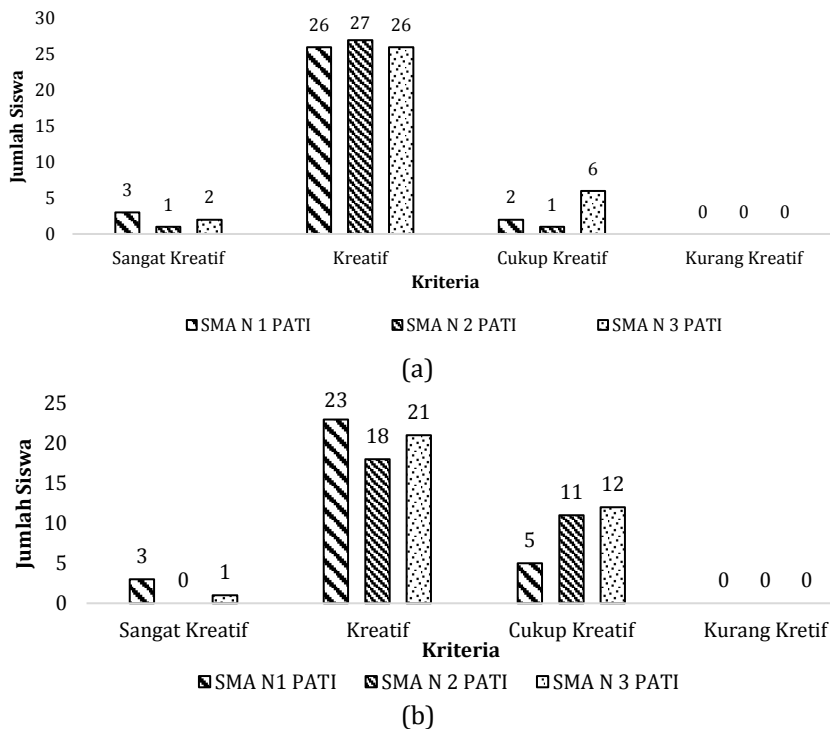 30
25
20
15
10
5
0
Jumlah Siswa
26 27 26
3 1 2
2 1 6
0 0 0
Sangat Kreatif Kreatif Cukup Kreatif Kurang Kreatif
Kriteria
SMA N 1 PATI SMA N 2 PATI SMA N 3 PATI
(a)
25
20
15
10
5
0
Jumlah Siswa
23 18 21
3 0 1
5 11 12
0 0 0
Sangat Kreatif Kreatif Cukup Kreatif Kurang Kretif
Kriteria
SMA N1 PATI SMA N 2 PATI SMA N 3 PATI
(b)